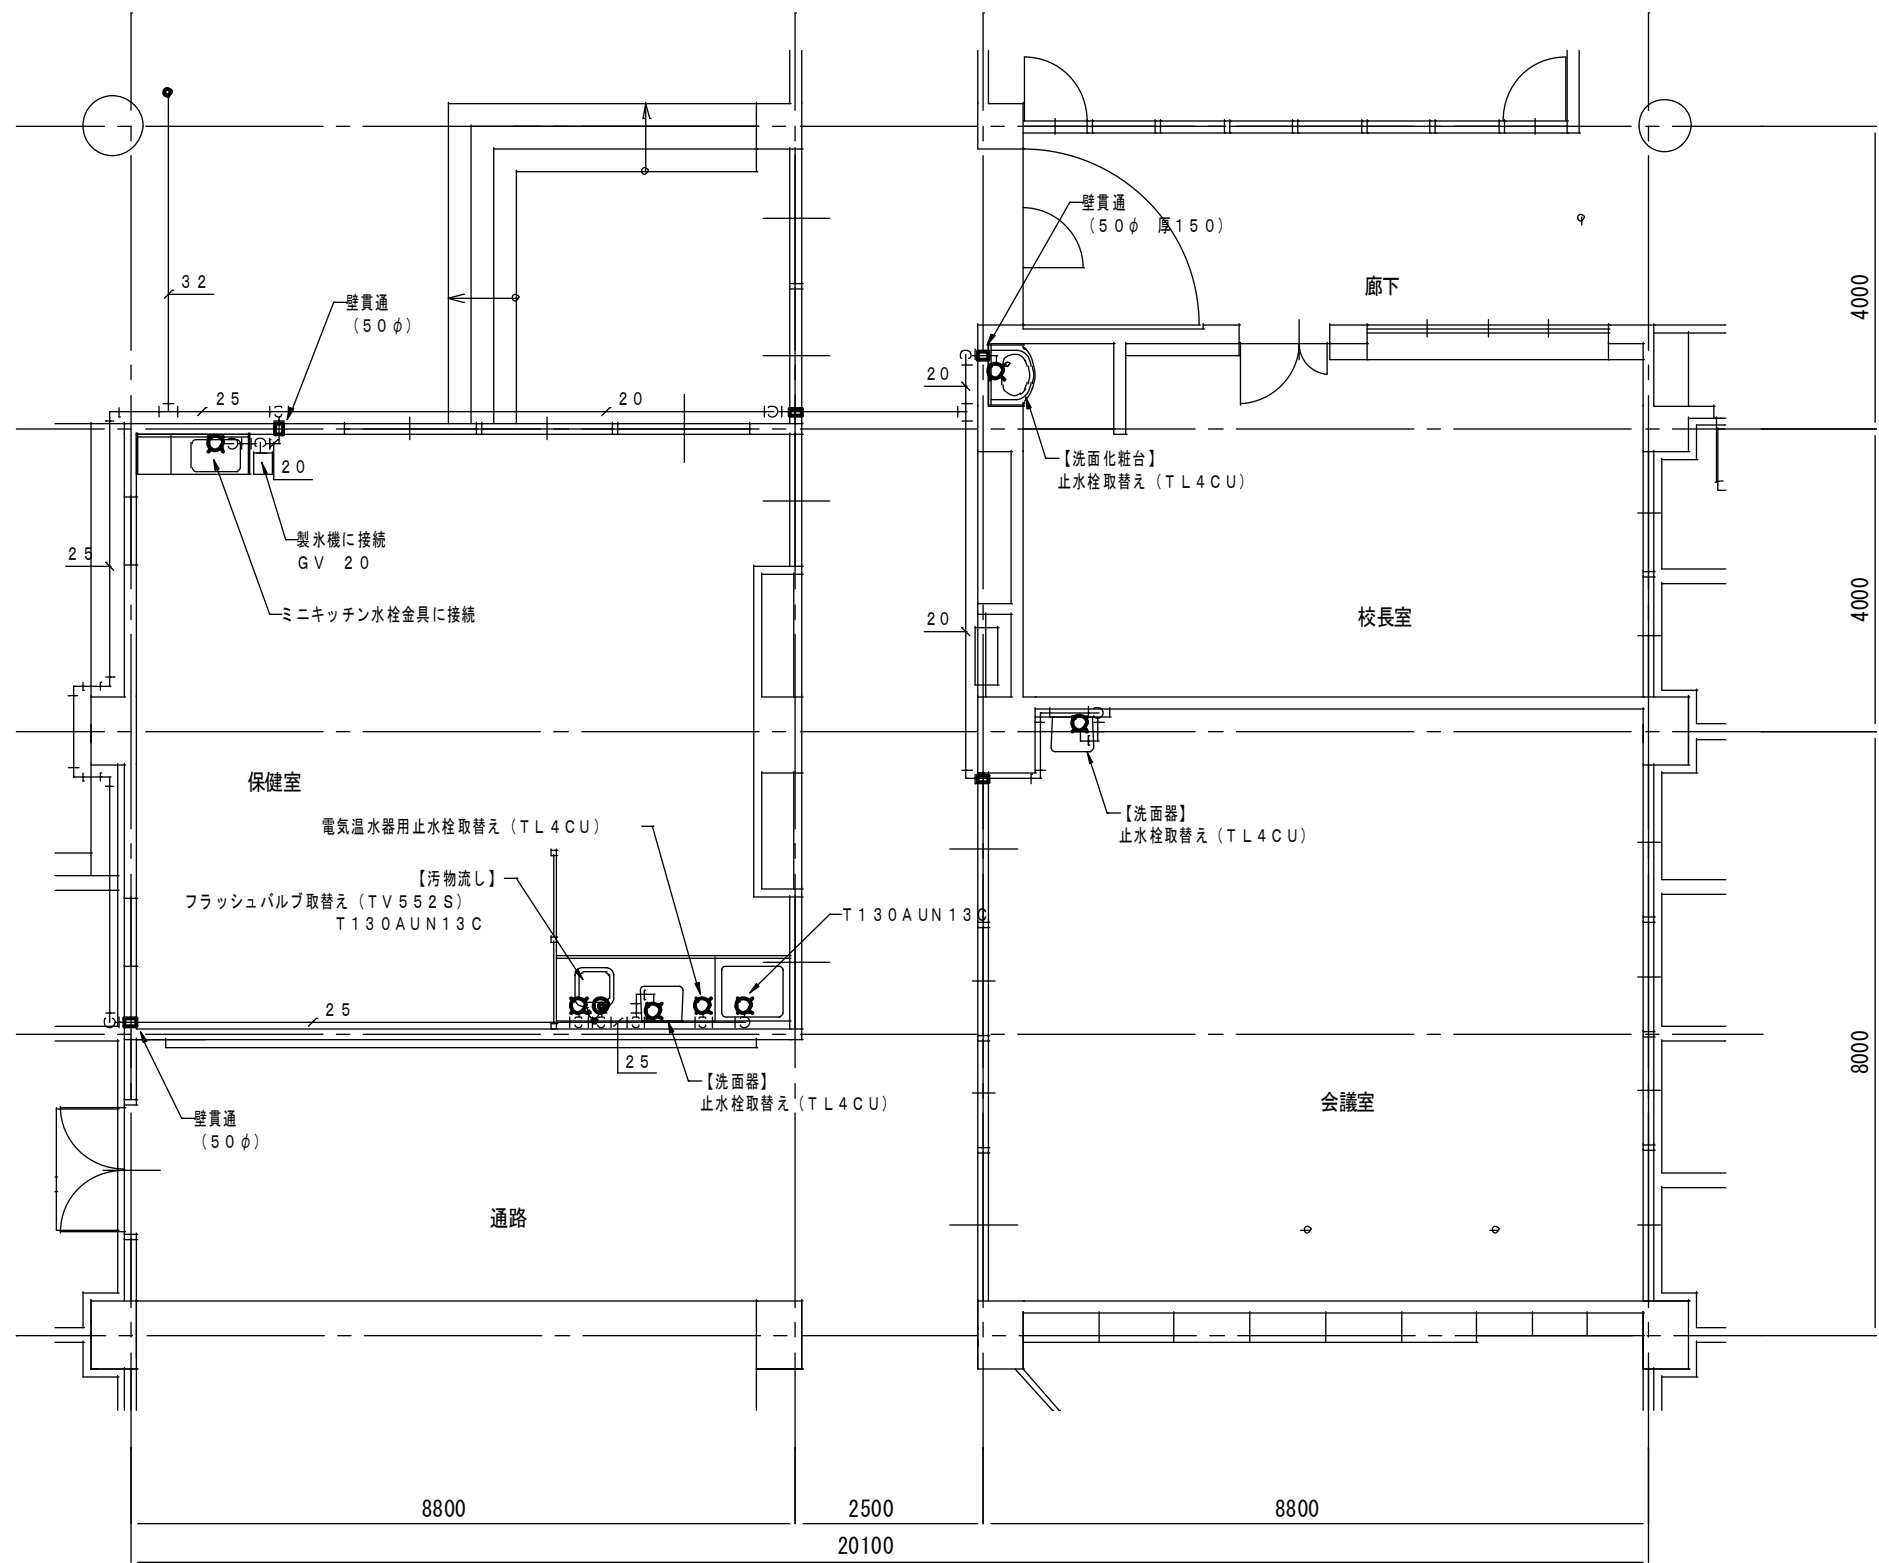 壁貫通
(50φ 厚150)
廊下
4000
32
壁貫通
(50φ)
20
25
20
【洗面化粧台】
止水栓取替え(TL4CU)
20
製氷機に接続
GV 20
25
ミニキッチン水栓金具に接続
20
校長室
4000
保健室
電気温水器用止水栓取替え(TL4CU)
【洗面器】
止水栓取替え(TL4CU)
【汚物流し】
フラッシュバルブ取替え(TV552S)
T130AUN13C
T130AUN13C
25
25
【洗面器】
止水栓取替え(TL4CU)
8000
壁貫通
(50φ)
会議室
通路
8800
2500
8800
20100